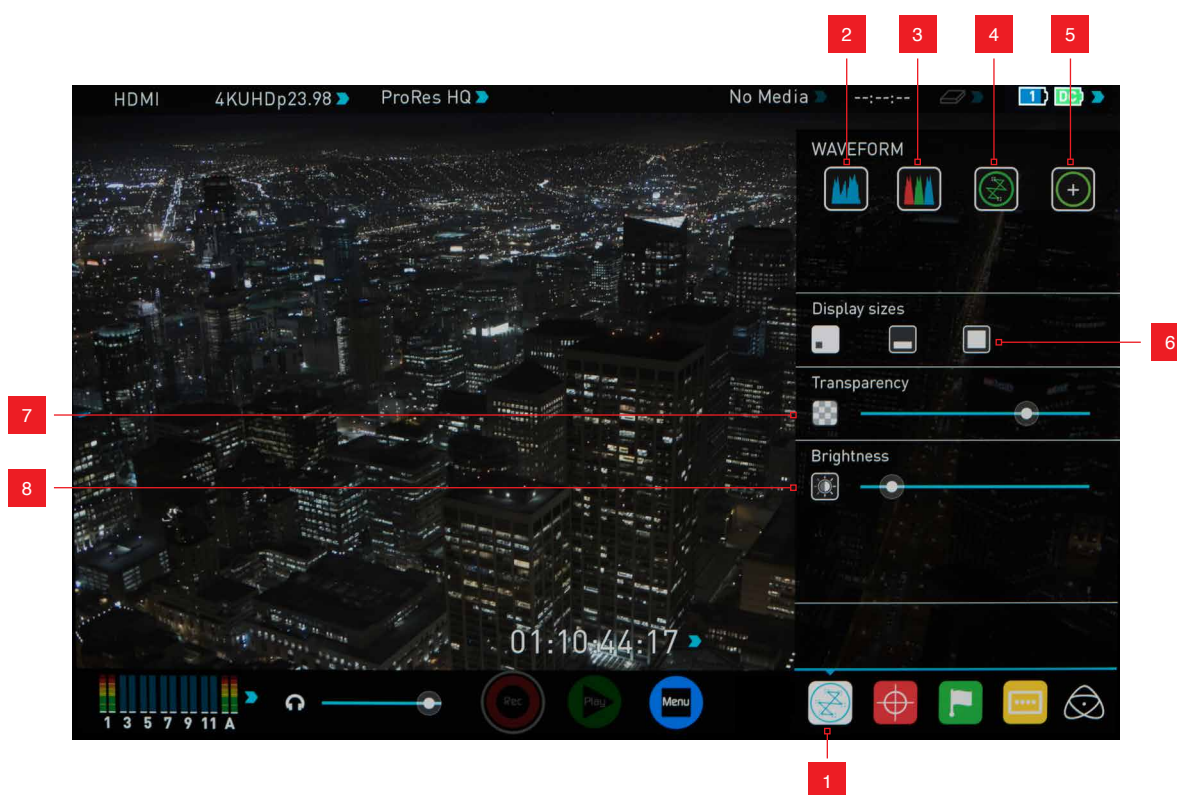 2 3 4 5
HDMI 4KUHDp23.98 ProRes HQ No Media --:--:-- 1 DC
WAVEFORM
Display sizes
6
Transparency
7
Brightness
8
01:10:44:17
1 3 5 7 9 11 A Rec Play Menu
1